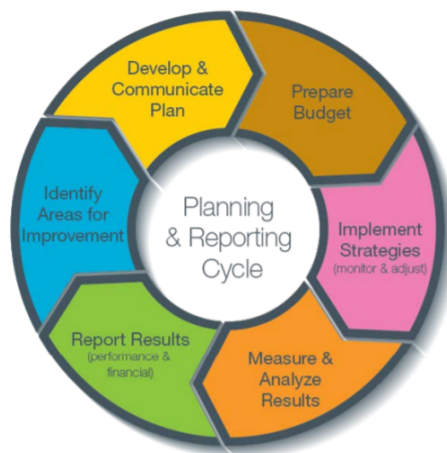 Develop &
Communicate
Plan
Prepare
Budget
Implement
Strategies
(monitor & adjust)
Measure &
Analyze
Results
Report Results
(performance &
financial)
Identify
Areas for
Improvement
Planning
& Reporting
Cycle